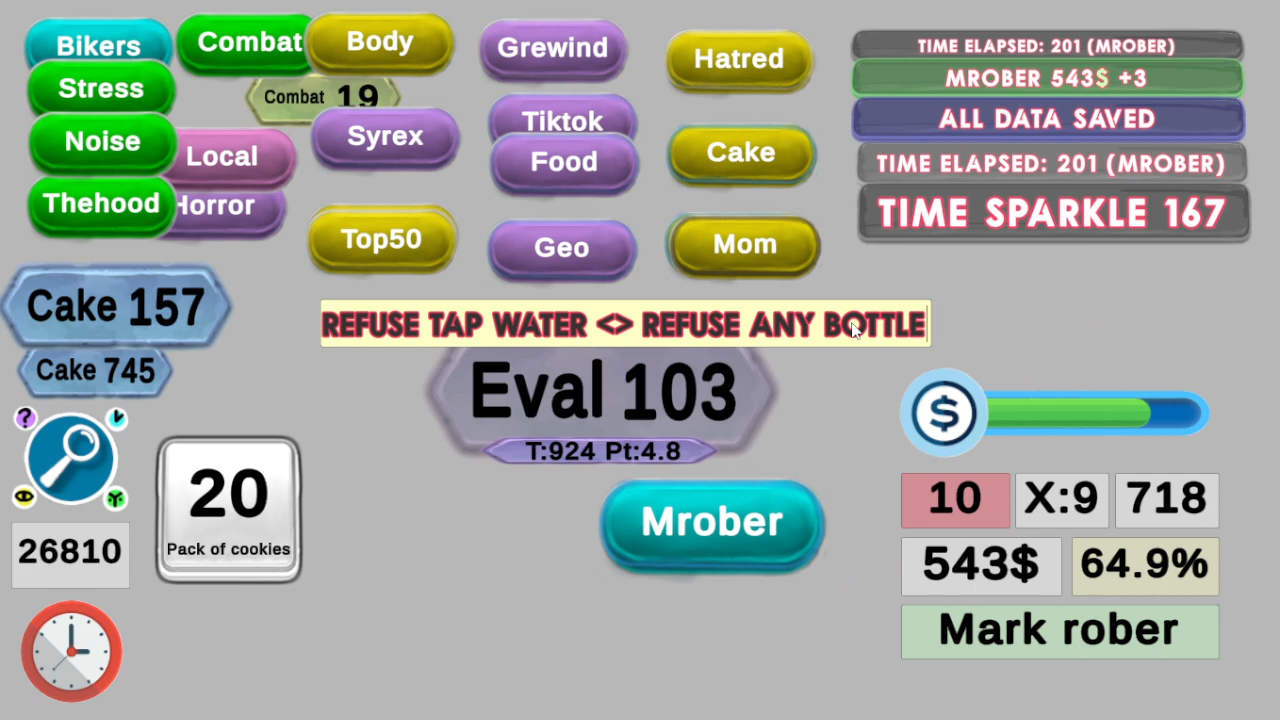 Bikers
Combat
Body
Grewind
Hatred
Stress
Combat 19
Noise
Local
Syrex
Tiktok
Food
Cake
Thehood
Horror
Top50
Geo
Mom
TIME ELAPSED: 201 (MROBER)
MROBER 543$ +3
ALL DATA SAVED
TIME ELAPSED: 201 (MROBER)
TIME SPARKLE 167
Cake 157
Cake 745
REFUSE TAP WATER <> REFUSE ANY BOTTLE
Eval 103
T:924 Pt:4.8
?
20
Pack of cookies
26810
Mrober
$
10
X:9
718
543$
64.9%
Mark rober